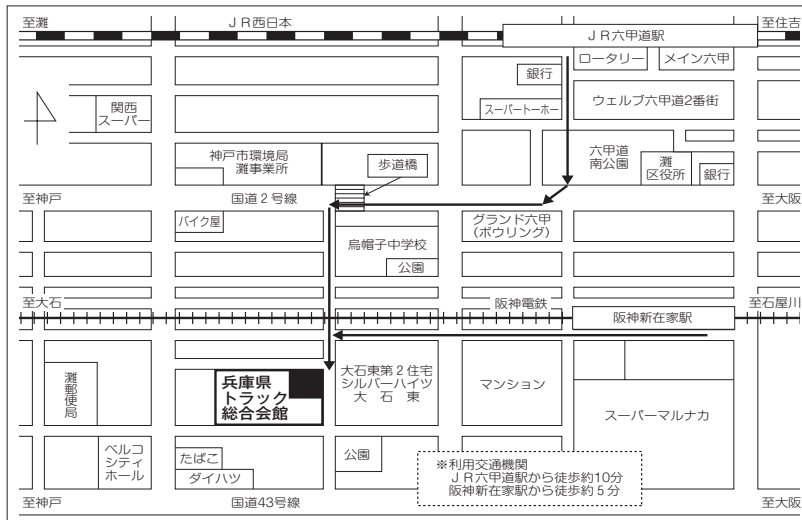 至灘
JR西日本
JR六甲道駅
至住吉
ロータリー
メイン六甲
銀行
関西
スーパー
スーパートーホー
ウェルブ六甲道2番街
神戸市環境局
灘事業所
歩道橋
六甲道
南公園
灘
区役所
銀行
至神戸
国道2号線
至大阪
バイク屋
グランド六甲
(ボウリング)
烏帽子中学校
公園
至大石
阪神電鉄
阪神新在家駅
至石屋川
灘郵便局
兵庫県
トラック
総合会館
大石東第2住宅
シルバーハイツ
大石東
マンション
スーパーマルナカ
ベルコ
シティ
ホール
たばこ
ダイハツ
公園
※利用交通機関
JR六甲道駅から徒歩約10分
阪神新在家駅から徒歩約5分
至神戸
国道43号線
至大阪